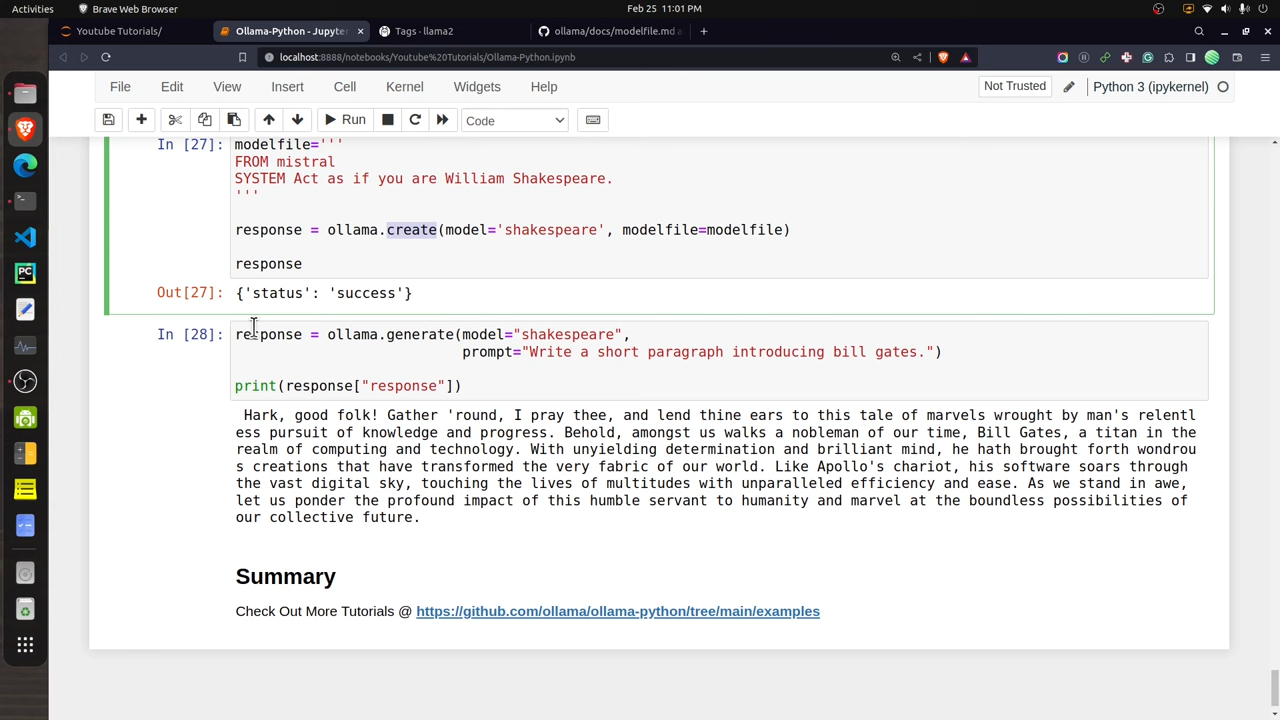 Activities
Brave Web Browser
Feb 25 11:01 PM
Youtube Tutorials/
Ollama-Python - Jupyter
Tags · llama2
ollama/docs/modelfile.md a
localhost:8888/notebooks/Youtube%20Tutorials/Ollama-Python.ipynb
File Edit View Insert Cell Kernel Widgets Help
Not Trusted
Python 3 (ipykernel)
Run
Code
In [27]: modelfile='''
FROM mistral
SYSTEM Act as if you are William Shakespeare.
'''
response = ollama.create(model='shakespeare', modelfile=modelfile)
response
Out[27]: {'status': 'success'}
In [28]: response = ollama.generate(model="shakespeare",
prompt="Write a short paragraph introducing bill gates.")
print(response["response"])
Hark, good folk! Gather 'round, I pray thee, and lend thine ears to this tale of marvels wrought by man's relentl
ess pursuit of knowledge and progress. Behold, amongst us walks a nobleman of our time, Bill Gates, a titan in the
realm of computing and technology. With unyielding determination and brilliant mind, he hath brought forth wondrou
s creations that have transformed the very fabric of our world. Like Apollo's chariot, his software soars through
the vast digital sky, touching the lives of multitudes with unparalleled efficiency and ease. As we stand in awe,
let us ponder the profound impact of this humble servant to humanity and marvel at the boundless possibilities of
our collective future.
Summary
Check Out More Tutorials @ https://github.com/ollama/ollama-python/tree/main/examples